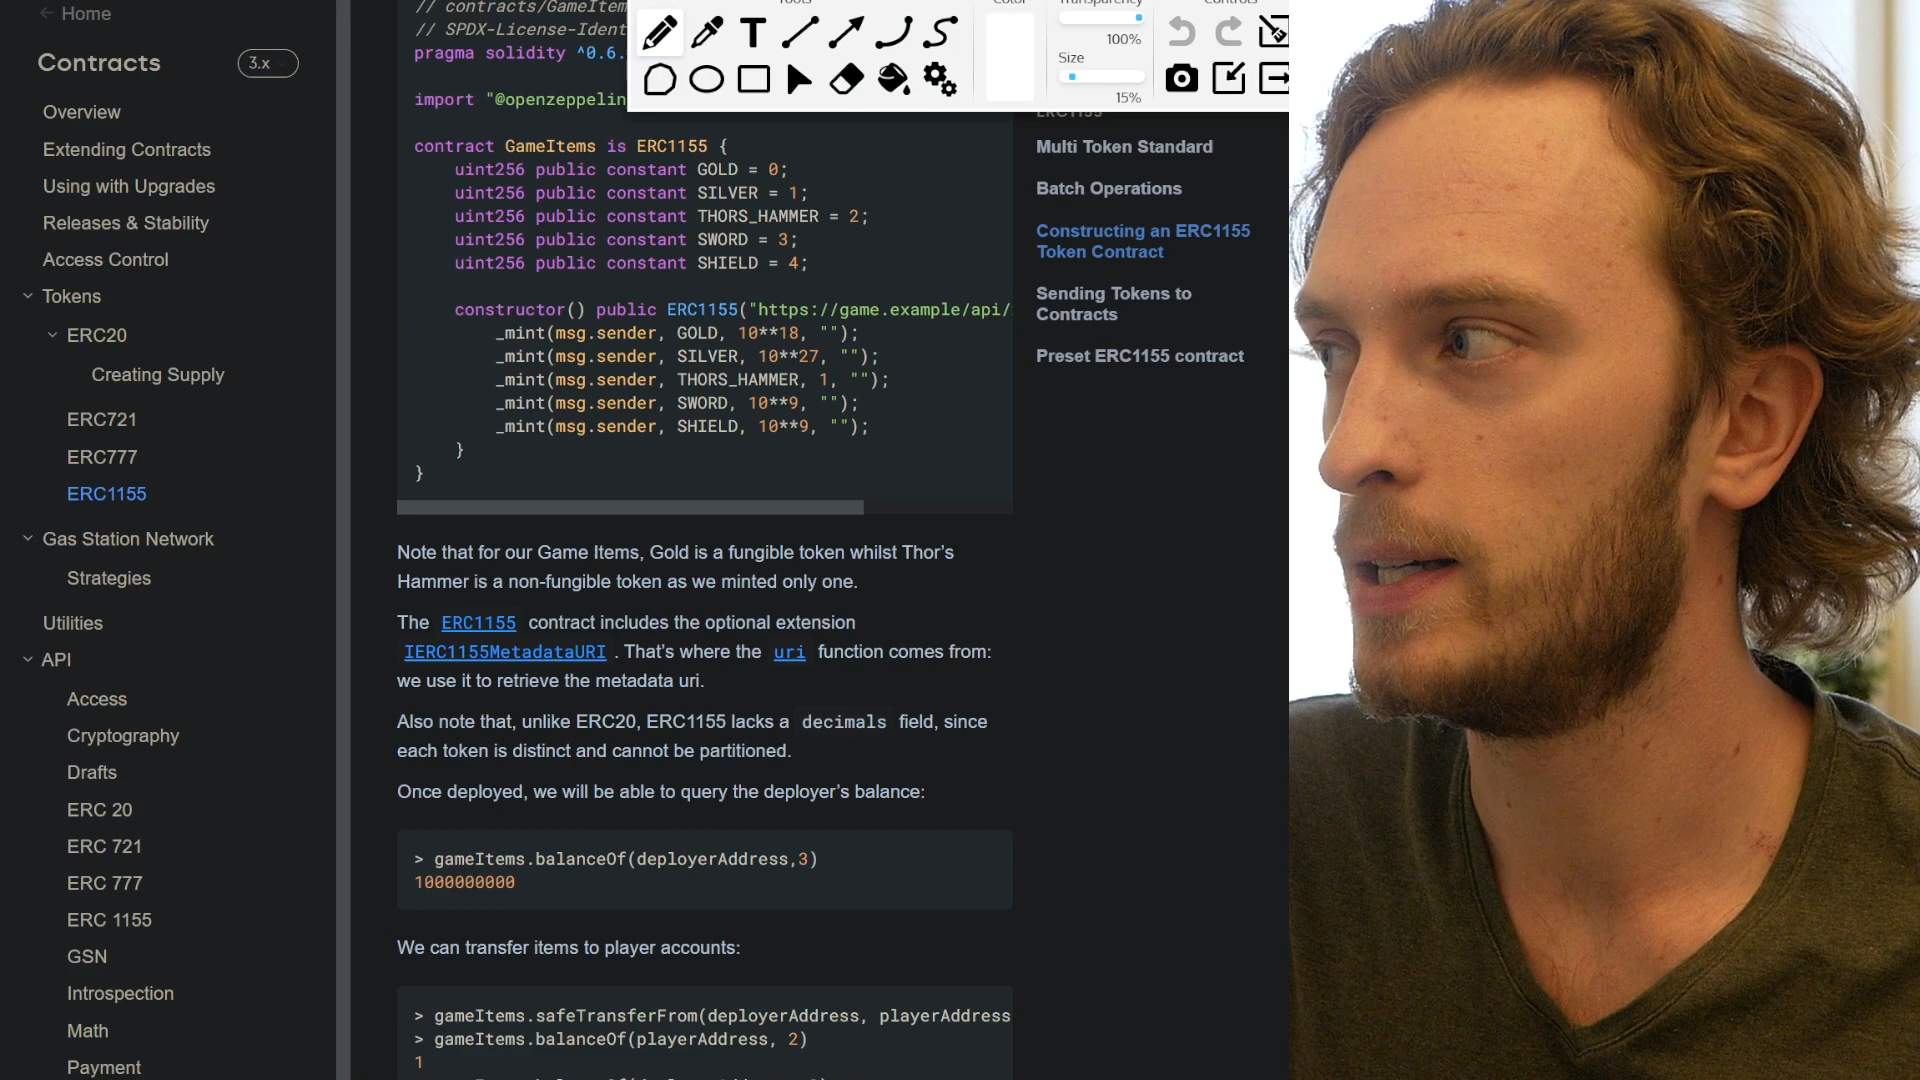 Home
Contracts
3.x
Overview
Extending Contracts
Using with Upgrades
Releases & Stability
Access Control
Tokens
ERC20
Creating Supply
ERC721
ERC777
ERC1155
Gas Station Network
Strategies
Utilities
API
Access
Cryptography
Drafts
ERC 20
ERC 721
ERC 777
ERC 1155
GSN
Introspection
Math
Payment
// contracts/GameItem
// SPDX-License-Ident
pragma solidity ^0.6.
import "@openzeppelin
contract GameItems is ERC1155 {
uint256 public constant GOLD = 0;
uint256 public constant SILVER = 1;
uint256 public constant THORS_HAMMER = 2;
uint256 public constant SWORD = 3;
uint256 public constant SHIELD = 4;
constructor() public ERC1155("https://game.example/api/
_mint(msg.sender, GOLD, 10**18, "");
_mint(msg.sender, SILVER, 10**27, "");
_mint(msg.sender, THORS_HAMMER, 1, "");
_mint(msg.sender, SWORD, 10**9, "");
_mint(msg.sender, SHIELD, 10**9, "");
}
}
Note that for our Game Items, Gold is a fungible token whilst Thor’s
Hammer is a non-fungible token as we minted only one.
The ERC1155 contract includes the optional extension
IERC1155MetadataURI . That’s where the uri function comes from:
we use it to retrieve the metadata uri.
Also note that, unlike ERC20, ERC1155 lacks a decimals field, since
each token is distinct and cannot be partitioned.
Once deployed, we will be able to query the deployer’s balance:
> gameItems.balanceOf(deployerAddress,3)
1000000000
We can transfer items to player accounts:
> gameItems.safeTransferFrom(deployerAddress, playerAddress
> gameItems.balanceOf(playerAddress, 2)
1
Tools
Color
Transparency
100%
Size
15%
Controls
T
ERC1155
Multi Token Standard
Batch Operations
Constructing an ERC1155
Token Contract
Sending Tokens to
Contracts
Preset ERC1155 contract